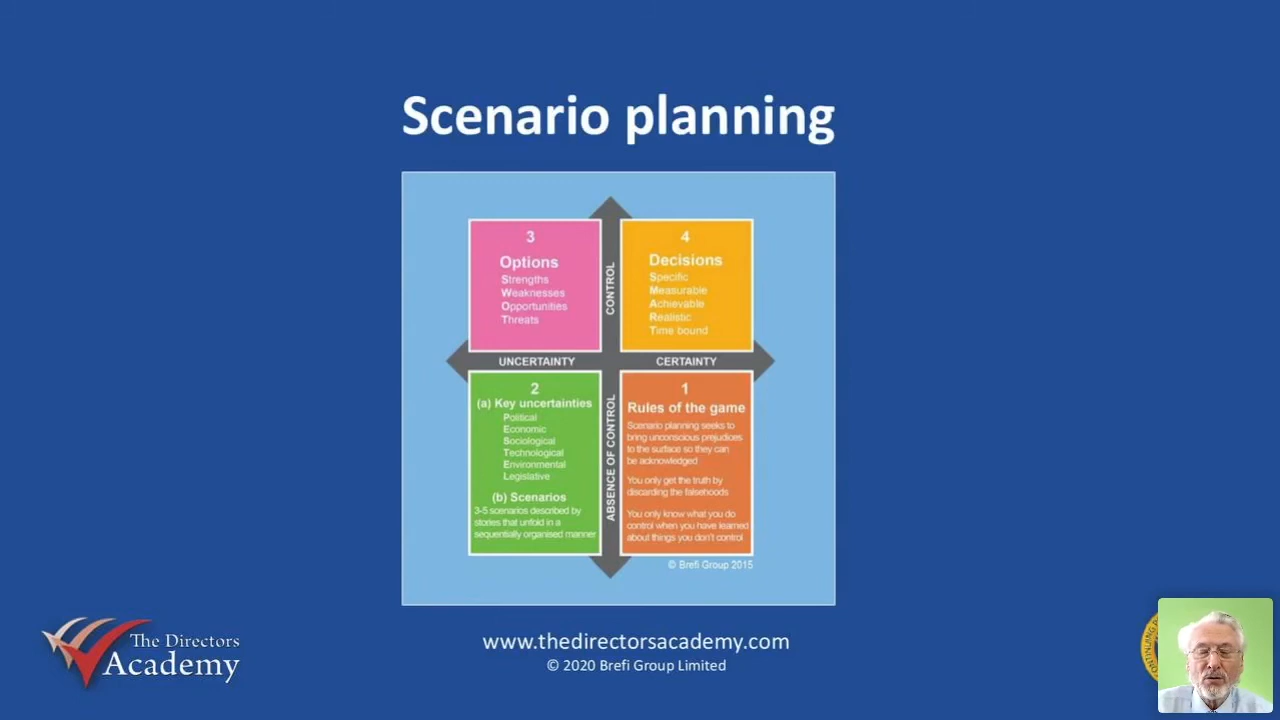 Scenario planning
3
Options
Strengths
Weaknesses
Opportunities
Threats
CONTROL
4
Decisions
Specific
Measurable
Achievable
Realistic
Time bound
UNCERTAINTY
CERTAINTY
2
(a) Key uncertainties
Political
Economic
Sociological
Technological
Environmental
Legislative
(b) Scenarios
3-5 scenarios described by
stories that unfold in a
sequentially organised manner
ABSENCE OF CONTROL
1
Rules of the game
Scenario planning seeks to
bring unconscious prejudices
to the surface so they can
be acknowledged
You only get the truth by
discarding the falsehoods
You only know what you do
control when you have learned
about things you don't control
© Brefi Group 2015
The Directors
Academy
www.thedirectorsacademy.com
© 2020 Brefi Group Limited